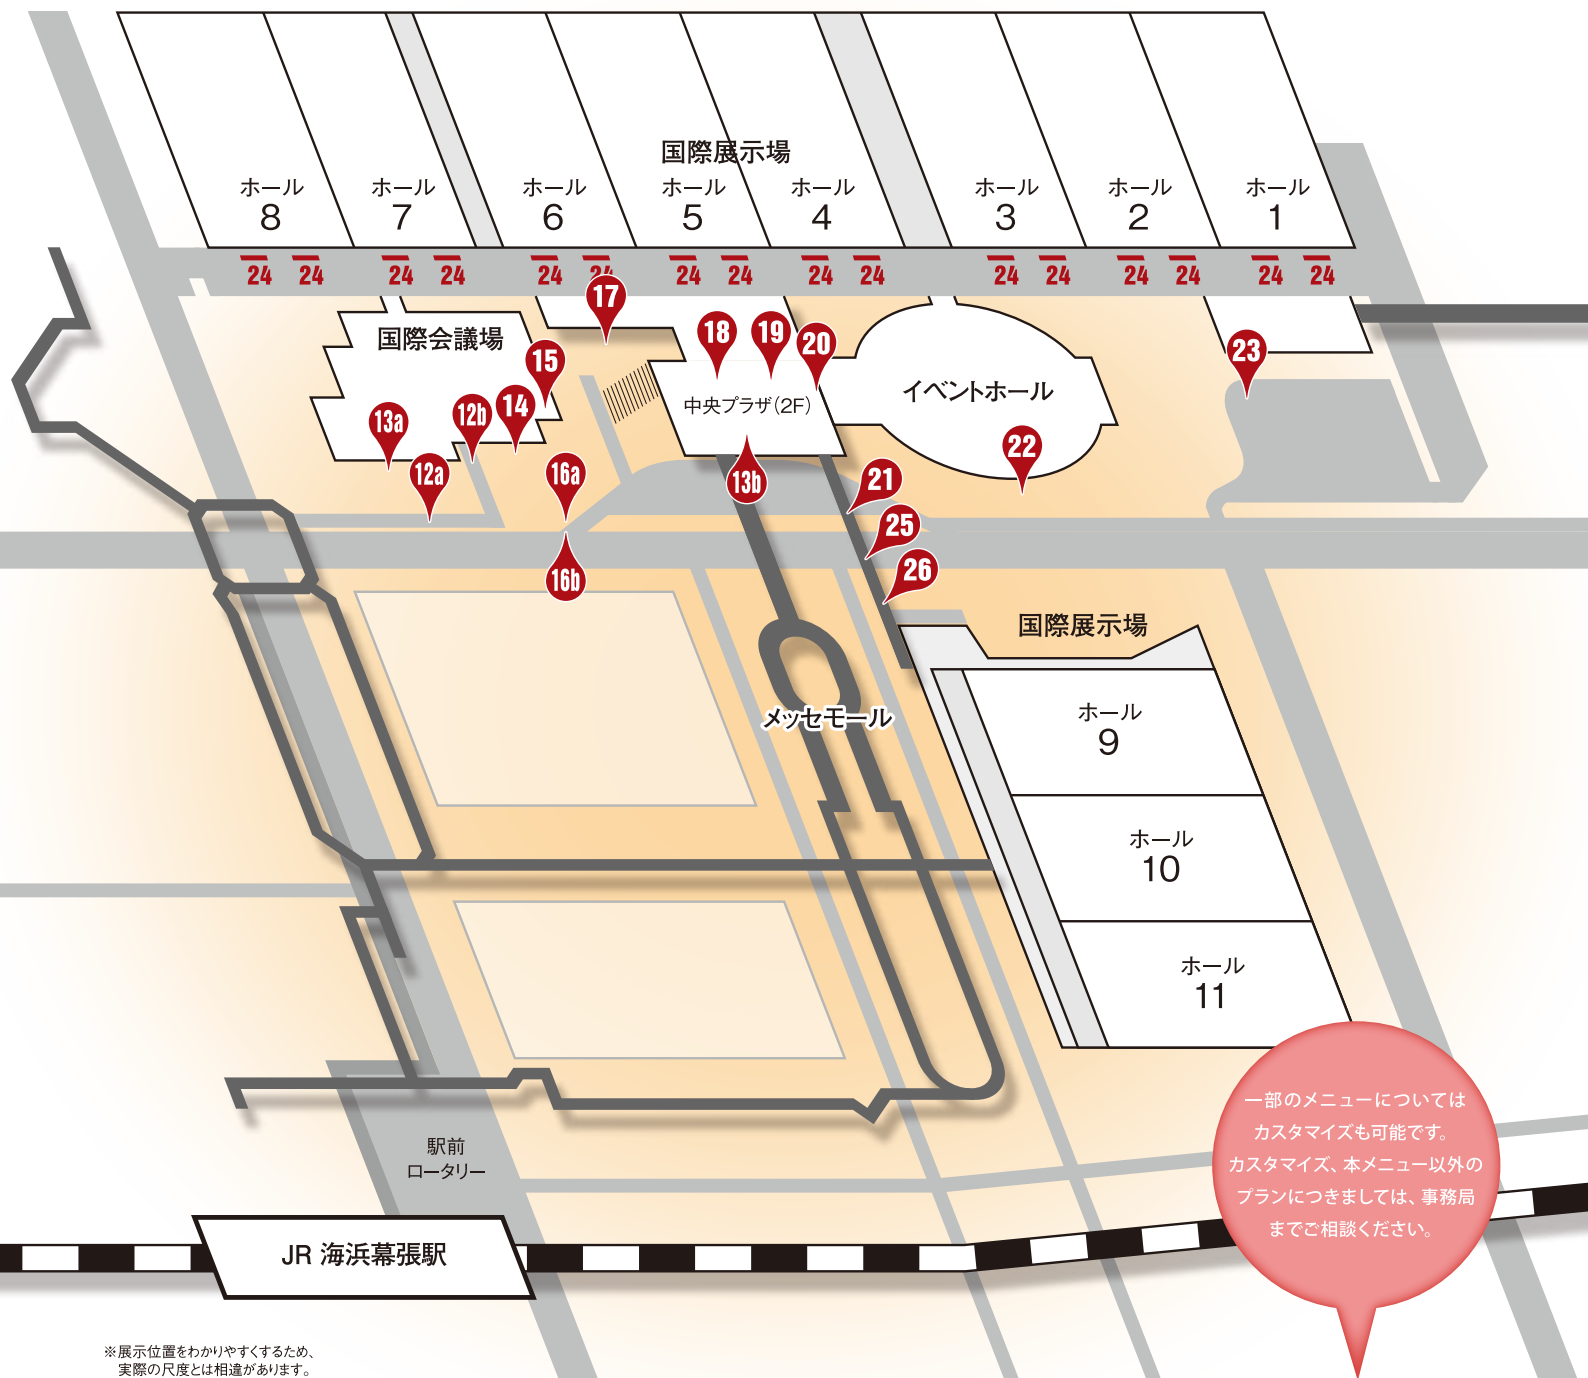 国際展示場
ホール
8
ホール
7
ホール
6
ホール
5
ホール
4
ホール
3
ホール
2
ホール
1
24 24 24 24 24 24 24 24 24 24 24 24 24 24 24 24
17
国際会議場
15
14
12b
13a
12a
16a
16b
18
19
20
中央プラザ(2F)
13b
イベントホール
22
23
21
25
26
国際展示場
ホール
9
ホール
10
ホール
11
メッセモール
駅前
ロータリー
JR 海浜幕張駅
一部のメニューについては
カスタマイズも可能です。
カスタマイズ、本メニュー以外の
プランにつきましては、事務局
までご相談ください。
※展示位置をわかりやすくするため、
実際の尺度とは相違があります。